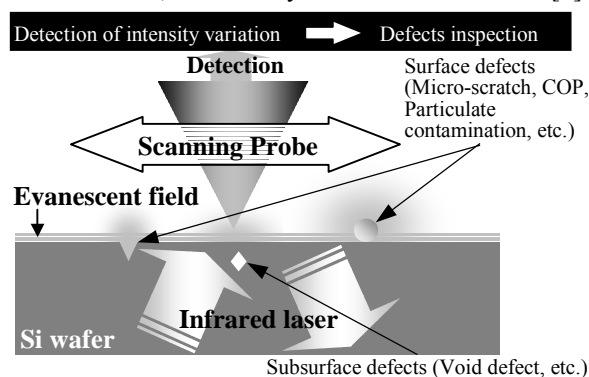 Detection of intensity variation Defects inspection
Detection
Surface defects
(Micro-scratch, COP,
Particulate
contamination, etc.)
Scanning Probe
Evanescent field
Infrared laser
Si wafer
Subsurface defects (Void defect, etc.)